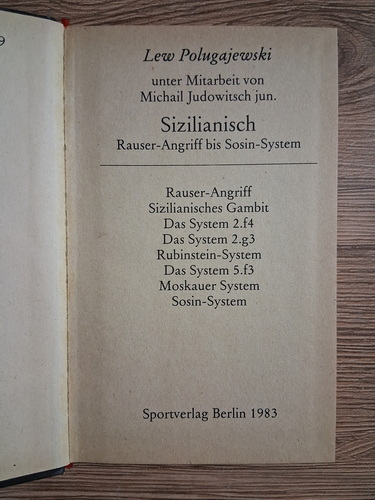 9
Lew Polugajewski
unter Mitarbeit von
Michail Judowitsch jun.
Sizilianisch
Rauser-Angriff bis Sosin-System
Rauser-Angriff
Sizilianisches Gambit
Das System 2.f4
Das System 2.g3
Rubinstein-System
Das System 5.f3
Moskauer System
Sosin-System
Sportverlag Berlin 1983